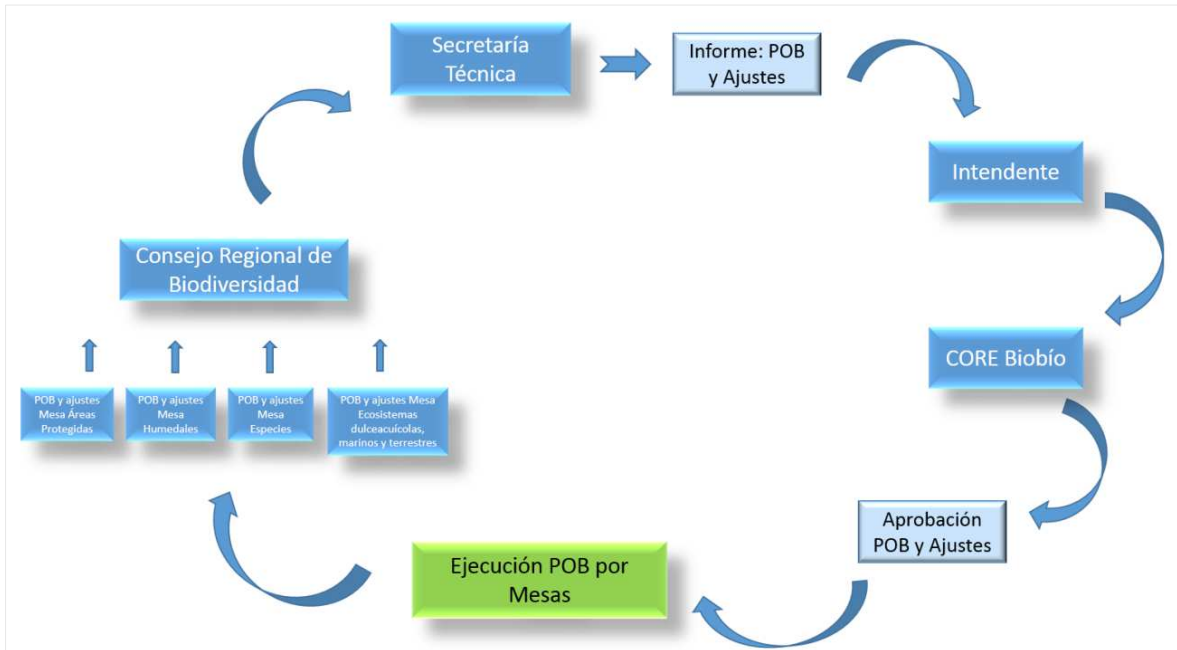 Secretaría
Técnica
Informe: POB
y Ajustes
Intendente
Consejo Regional de
Biodiversidad
CORE Biobío
POB y ajustes
Mesa Áreas
Protegidas
POB y ajustes
Mesa
Humedales
POB y ajustes
Mesa
Especies
POB y ajustes Mesa
Ecosistemas
dulceacuícolas,
marinos y terrestres
Aprobación
POB y Ajustes
Ejecución POB por
Mesas